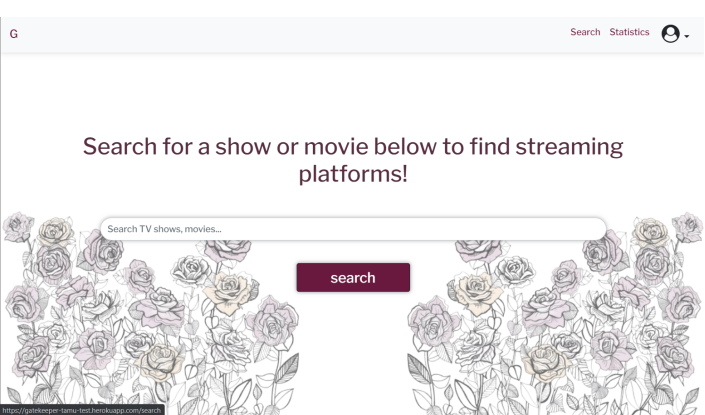 G
Search Statistics
Search for a show or movie below to find streaming
platforms!
Search TV shows, movies...
search
https://gatekeeper-tamu-test.herokuapp.com/search